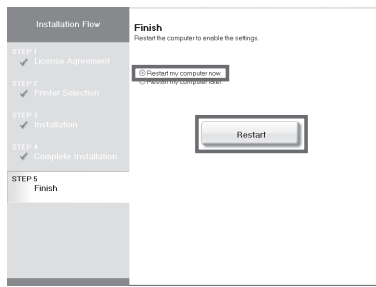 Installation Flow
STEP 1
License Agreement
STEP 2
Printer Selection
STEP 3
Installation
STEP 4
Complete Installation
STEP 5
Finish
Finish
Restart the computer to enable the settings.
Restart my computer now.
Restart my computer later.
Restart